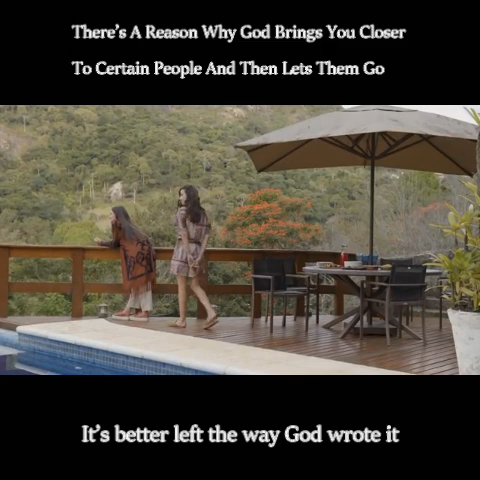 There's A Reason Why God Brings You Closer
To Certain People And Then Lets Them Go
It's better left the way God wrote it